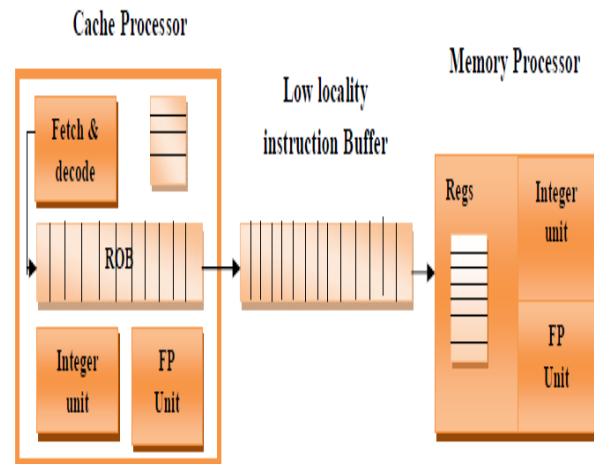 Cache Processor
Memory Processor
Low locality
instruction Buffer
Fetch &
decode
ROB
Integer
unit
FP
Unit
Regs
Integer
unit
FP
Unit